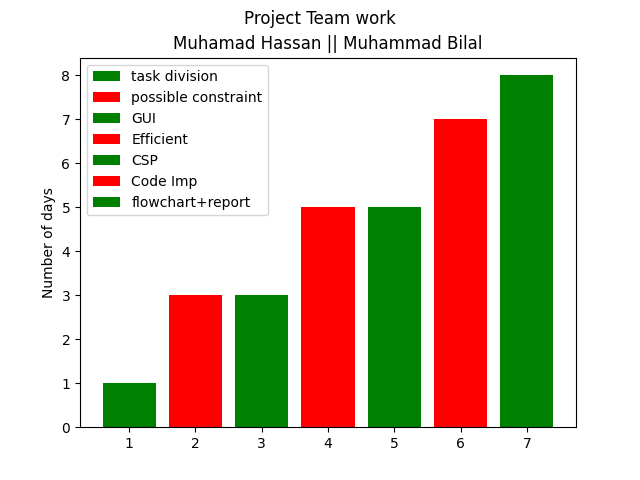 Project Team work
Muhamad Hassan || Muhammad Bilal
task division
possible constraint
GUI
Efficient
CSP
Code Imp
flowchart+report
Number of days
8
7
6
5
4
3
2
1
0
1 2 3 4 5 6 7